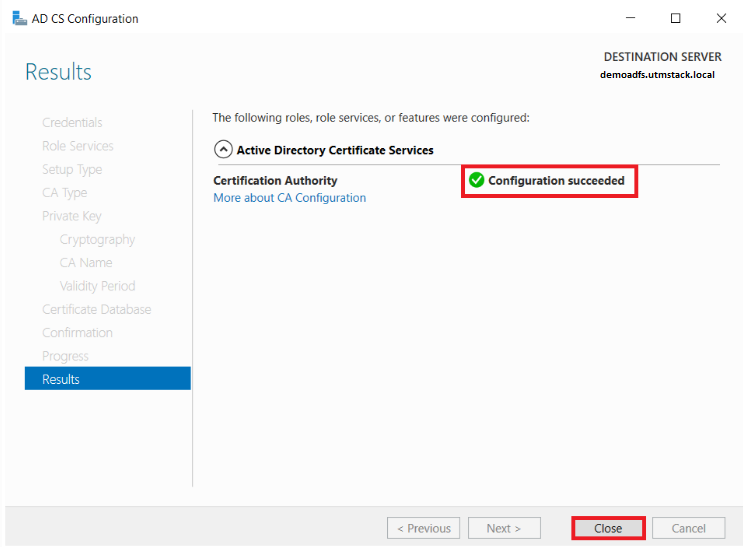 AD CS Configuration
Results
DESTINATION SERVER
demoadfs.utmstack.local
Credentials
Role Services
Setup Type
CA Type
Private Key
Cryptography
CA Name
Validity Period
Certificate Database
Confirmation
Progress
Results
The following roles, role services, or features were configured:
Active Directory Certificate Services
Certification Authority
Configuration succeeded
More about CA Configuration
< Previous
Next >
Close
Cancel